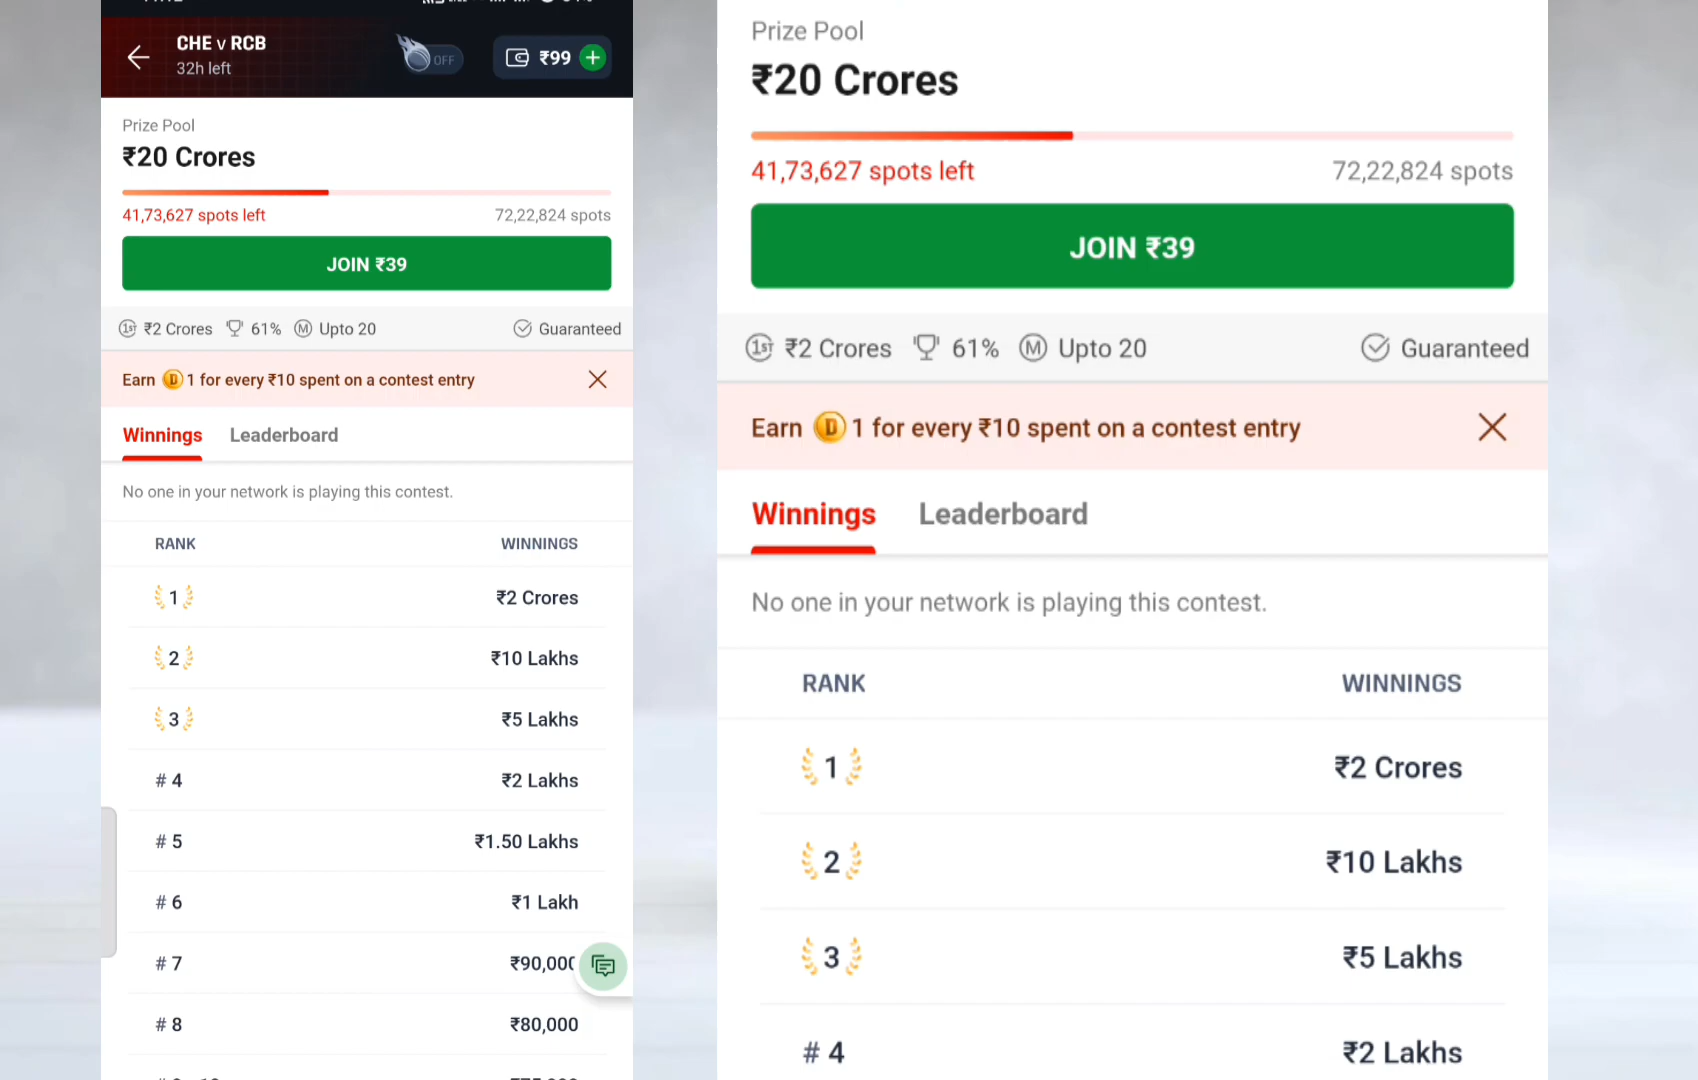 CHE v RCB
32h left
OFF
₹99
Prize Pool
₹20 Crores
41,73,627 spots left
72,22,824 spots
JOIN ₹39
1ST ₹2 Crores
61%
M Upto 20
Guaranteed
Earn D 1 for every ₹10 spent on a contest entry
Winnings
Leaderboard
No one in your network is playing this contest.
RANK
WINNINGS
1
₹2 Crores
2
₹10 Lakhs
3
₹5 Lakhs
# 4
₹2 Lakhs
# 5
₹1.50 Lakhs
# 6
₹1 Lakh
# 7
₹90,000
# 8
₹80,000
Prize Pool
₹20 Crores
41,73,627 spots left
72,22,824 spots
JOIN ₹39
1ST ₹2 Crores
61%
M Upto 20
Guaranteed
Earn D 1 for every ₹10 spent on a contest entry
Winnings
Leaderboard
No one in your network is playing this contest.
RANK
WINNINGS
1
₹2 Crores
2
₹10 Lakhs
3
₹5 Lakhs
# 4
₹2 Lakhs